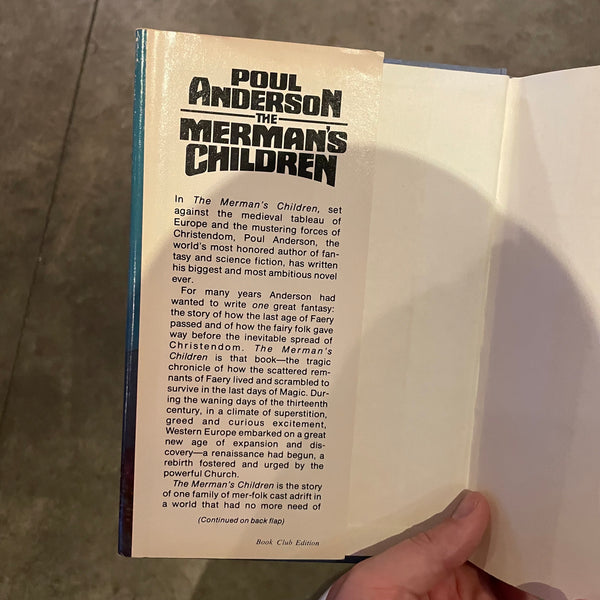 POUL
ANDERSON
THE
MERMAN'S
CHILDREN
In The Merman's Children, set
against the medieval tableau of
Europe and the mustering forces of
Christendom, Poul Anderson, the
world's most honored author of fan-
tasy and science fiction, has written
his biggest and most ambitious novel
ever.
For many years Anderson had
wanted to write one great fantasy:
the story of how the last age of Faery
passed and of how the fairy folk gave
way before the inevitable spread of
Christendom. The Merman's
Children is that book—the tragic
chronicle of how the scattered rem-
nants of Faery lived and scrambled to
survive in the last days of Magic. Dur-
ing the waning days of the thirteenth
century, in a climate of superstition,
greed and curious excitement,
Western Europe embarked on a great
new age of expansion and dis-
covery—a renaissance had begun, a
rebirth fostered and urged by the
powerful Church.
The Merman's Children is the story
of one family of mer-folk cast adrift in
a world that had no more need of
(Continued on back flap)
Book Club Edition